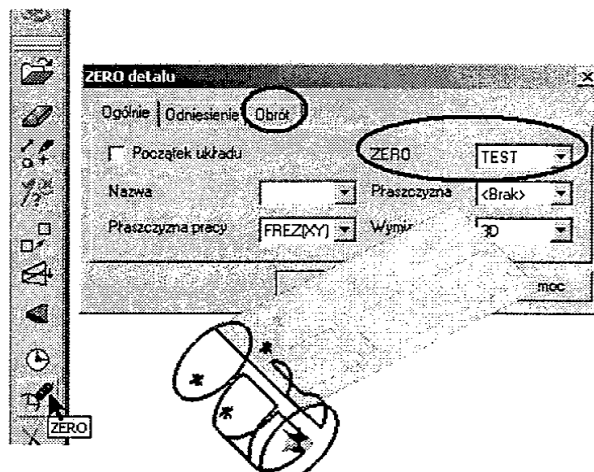 ZERO detalu
Ogólnie Odniesienie Obrót
Początek układu ZERO TEST
Nazwa Płaszczyzna <Brak>
Płaszczyzna pracy FREZ(XY) Wymi 3D
moc
ZERO